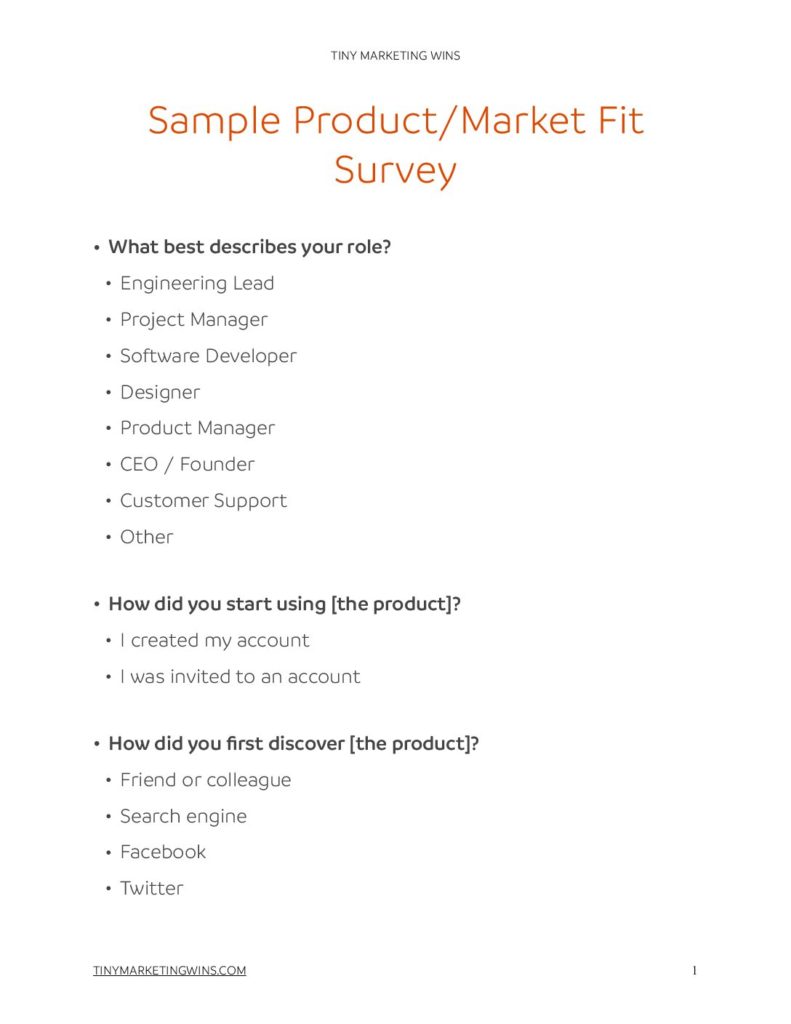 TINY MARKETING WINS
Sample Product/Market Fit
Survey
• What best describes your role?
• Engineering Lead
• Project Manager
• Software Developer
• Designer
• Product Manager
• CEO / Founder
• Customer Support
• Other
• How did you start using [the product]?
• I created my account
• I was invited to an account
• How did you first discover [the product]?
• Friend or colleague
• Search engine
• Facebook
• Twitter
TINYMARKETINGWINS.COM 1